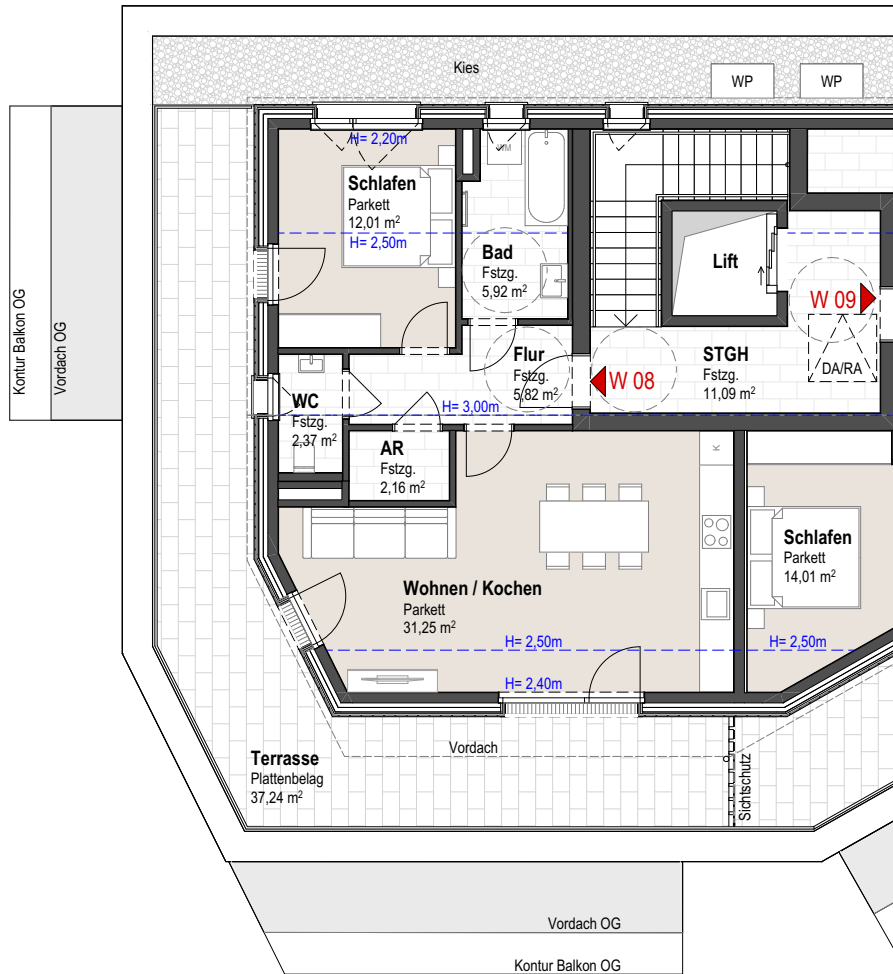 Kies
WP
WP
H= 2,20m
Schlafen
Parkett
12,01 m²
H= 2,50m
WM
Bad
Fstzg.
5,92 m²
Lift
W 09
Kontur Balkon OG
Vordach OG
Flur
Fstzg.
5,82 m²
W 08
STGH
Fstzg.
11,09 m²
DA/RA
WC
Fstzg.
2,37 m²
H= 3,00m
AR
Fstzg.
2,16 m²
K
Schlafen
Parkett
14,01 m²
Wohnen / Kochen
Parkett
31,25 m²
H= 2,50m
H= 2,50m
H= 2,40m
Vordach
Terrasse
Plattenbelag
37,24 m²
Sichtschutz
Vordach OG
Kontur Balkon OG